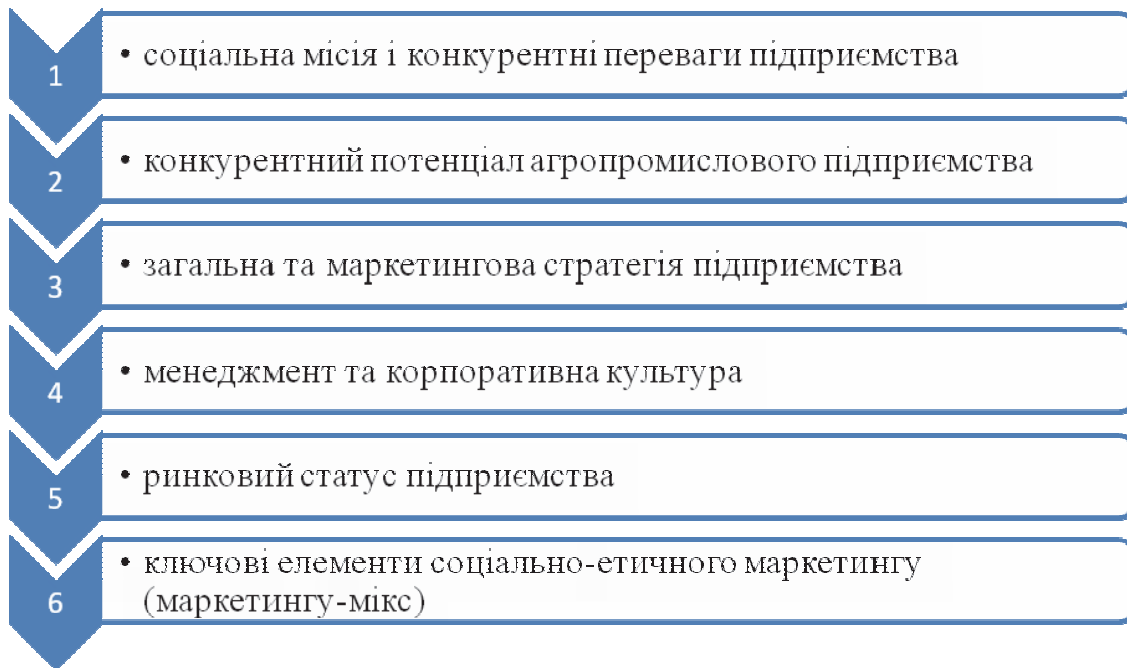 1
• соціальна місія і конкурентні переваги підприємства
2
• конкурентний потенціал агропромислового підприємства
3
• загальна та маркетингова стратегія підприємства
4
• менеджмент та корпоративна культура
5
• ринковий статус підприємства
6
• ключові елементи соціально-етичного маркетингу
(маркетингу-мікс)